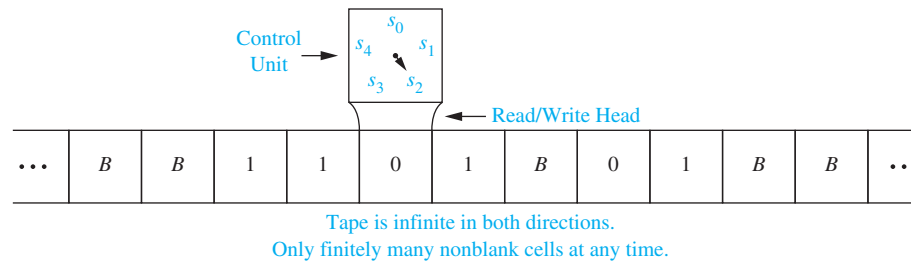 s0
Control
Unit
s4
s1
s3
s2
Read/Write Head
... B B 1 1 0 1 B 0 1 B B ..
Tape is infinite in both directions.
Only finitely many nonblank cells at any time.